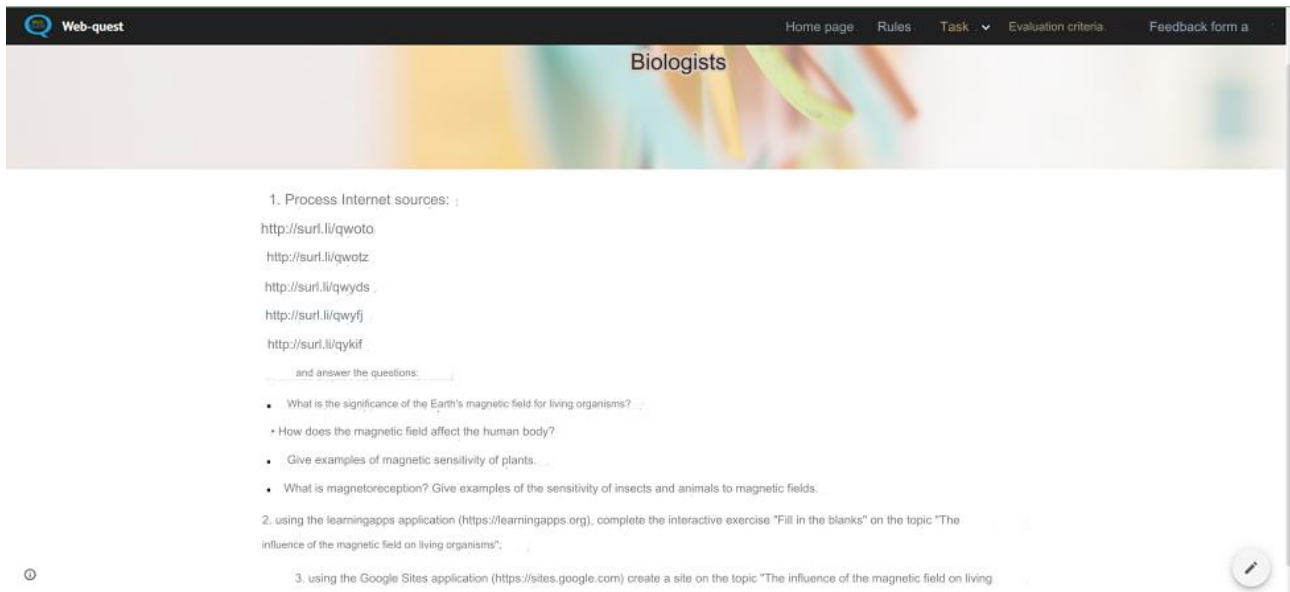 Web-quest
Home page Rules Task Evaluation criteria Feedback form a
Biologists
1. Process Internet sources:
http://surl.li/qwoto
http://surl.li/qwotz
http://surl.li/qwyds
http://surl.li/qwyfj
http://surl.li/qykif
and answer the questions:
• What is the significance of the Earth's magnetic field for living organisms?
• How does the magnetic field affect the human body?
• Give examples of magnetic sensitivity of plants.
• What is magnetoreception? Give examples of the sensitivity of insects and animals to magnetic fields.
2. using the learningapps application (https://learningapps.org), complete the interactive exercise "Fill in the blanks" on the topic "The
influence of the magnetic field on living organisms";
3. using the Google Sites application (https://sites.google.com) create a site on the topic "The influence of the magnetic field on living